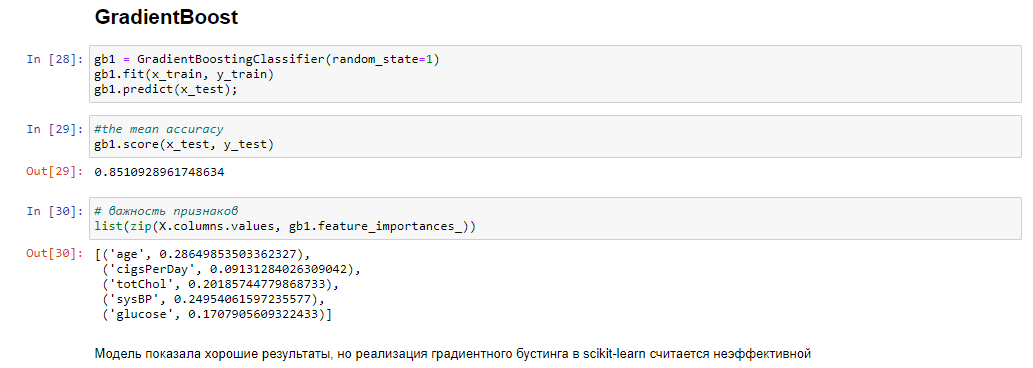 GradientBoost
In [28]: gb1 = GradientBoostingClassifier(random_state=1)
gb1.fit(x_train, y_train)
gb1.predict(x_test);
In [29]: #the mean accuracy
gb1.score(x_test, y_test)
Out[29]: 0.8510928961748634
In [30]: # важность признаков
list(zip(X.columns.values, gb1.feature_importances_))
Out[30]: [('age', 0.28649853503362327),
('cigsPerDay', 0.09131284026309042),
('totChol', 0.20185744779868733),
('sysBP', 0.24954061597235577),
('glucose', 0.1707905609322433)]
Модель показала хорошие результаты, но реализация градиентного бустинга в scikit-learn считается неэффективной